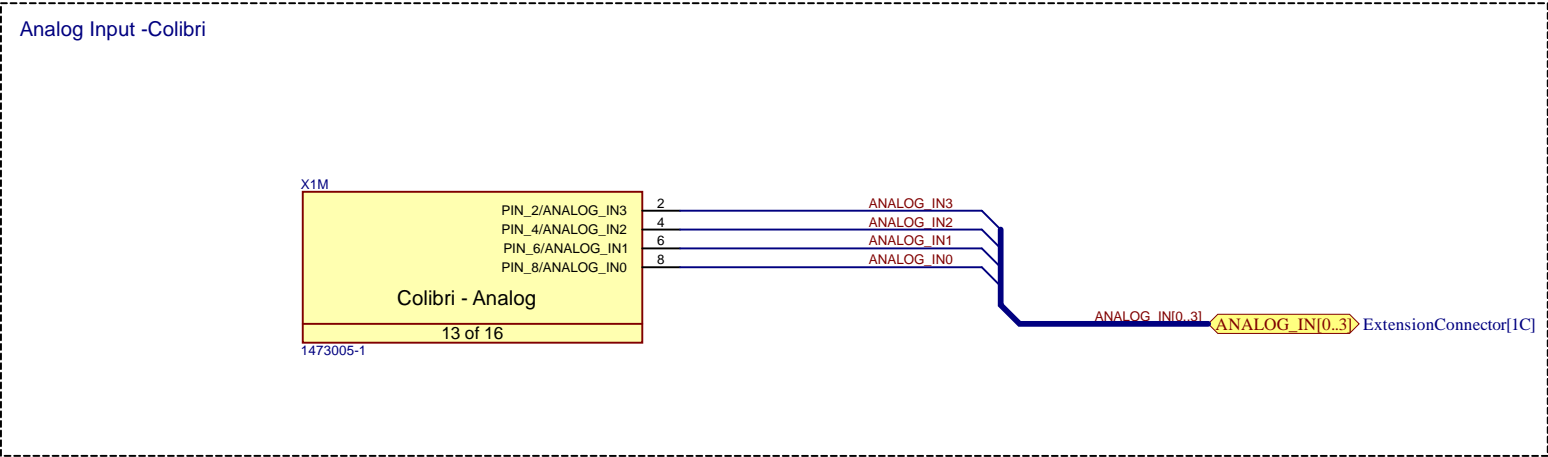 Analog Input -Colibri
X1M
PIN_2/ANALOG_IN3 2 ANALOG_IN3
PIN_4/ANALOG_IN2 4 ANALOG_IN2
PIN_6/ANALOG_IN1 6 ANALOG_IN1
PIN_8/ANALOG_IN0 8 ANALOG_IN0
Colibri - Analog
ANALOG_IN[0..3] ANALOG_IN[0..3] ExtensionConnector[1C]
13 of 16
1473005-1